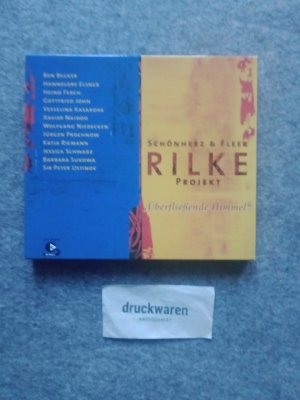 Ben Becker
Hannelore Elsner
Heino Ferch
Gottfried John
Vesselina Kasarova
Xavier Naidoo
Wolfgang Niedecken
Jürgen Prochnow
Katja Riemann
Jessica Schwarz
Barbara Sukowa
Sir Peter Ustinov
Schönherz & Fleer
RILKE
Projekt
„Überfließende Himmel“
druckwaren